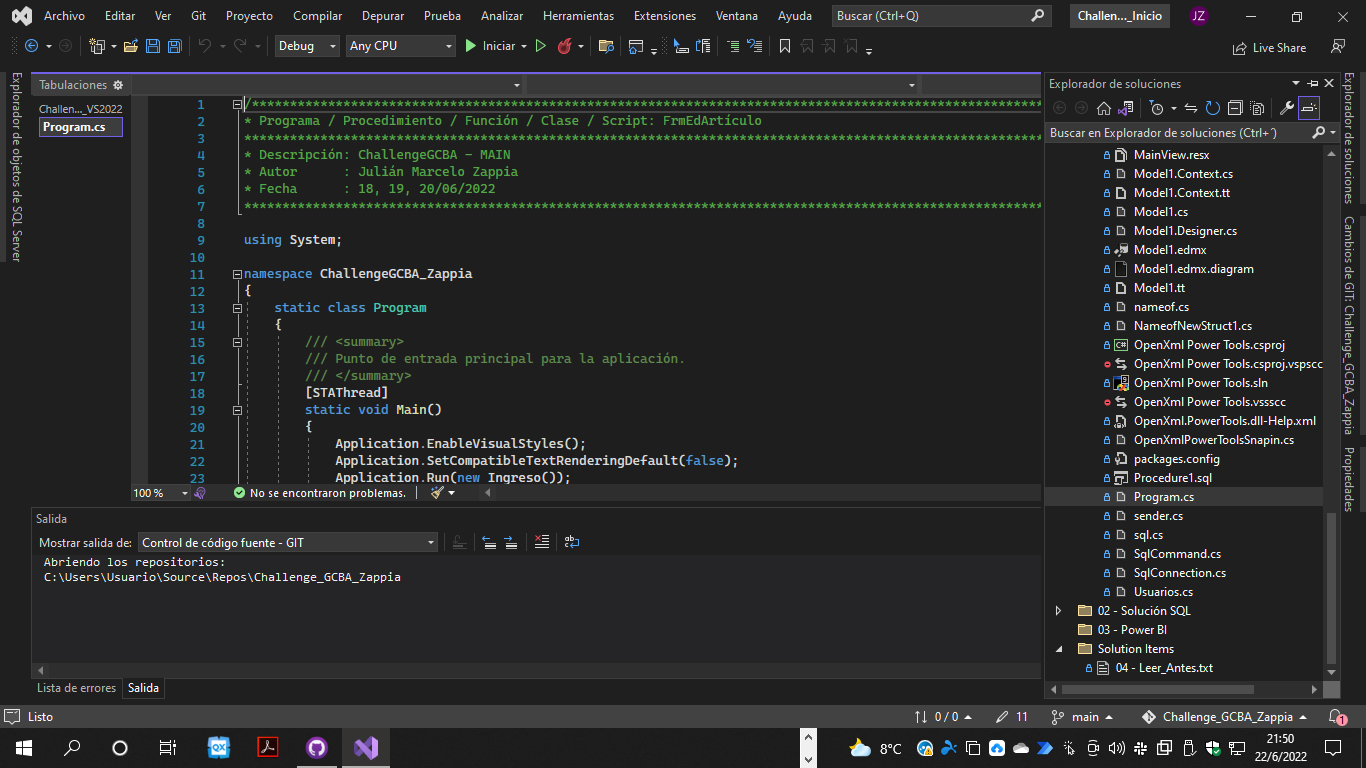 Archivo Editar Ver Git Proyecto Compilar Depurar Prueba Analizar Herramientas Extensiones Ventana Ayuda Buscar (Ctrl+Q) Challen..._Inicio JZ
Debug Any CPU Iniciar Live Share
Explorador de objetos de SQL Server
Tabulaciones
Challen..._VS2022
Program.cs
1 /********************************************************************************************************
2 * Programa / Procedimiento / Función / Clase / Script: FrmEdArtículo
3 *********************************************************************************************************
4 * Descripción: ChallengeGCBA - MAIN
5 * Autor      : Julián Marcelo Zappia
6 * Fecha      : 18, 19, 20/06/2022
7 *********************************************************************************************************
8
9 using System;
10
11 namespace ChallengeGCBA_Zappia
12 {
13     static class Program
14     {
15         /// <summary>
16         /// Punto de entrada principal para la aplicación.
17         /// </summary>
18         [STAThread]
19         static void Main()
20         {
21             Application.EnableVisualStyles();
22             Application.SetCompatibleTextRenderingDefault(false);
23             Application.Run(new Ingreso());
100 % No se encontraron problemas.
Salida
Mostrar salida de: Control de código fuente - GIT
Abriendo los repositorios:
C:\Users\Usuario\Source\Repos\Challenge_GCBA_Zappia
Lista de errores Salida
Explorador de soluciones
Buscar en Explorador de soluciones (Ctrl+´)
MainView.resx
Model1.Context.cs
Model1.Context.tt
Model1.cs
Model1.Designer.cs
Model1.edmx
Model1.edmx.diagram
Model1.tt
nameof.cs
NameofNewStruct1.cs
OpenXml Power Tools.csproj
OpenXml Power Tools.csproj.vspscc
OpenXml Power Tools.sln
OpenXml Power Tools.vssscc
OpenXml.PowerTools.dll-Help.xml
OpenXmlPowerToolsSnapin.cs
packages.config
Procedure1.sql
Program.cs
sender.cs
sql.cs
SqlCommand.cs
SqlConnection.cs
Usuarios.cs
02 - Solución SQL
03 - Power BI
Solution Items
04 - Leer_Antes.txt
Explorador de soluciones
Cambios de GIT: Challenge_GCBA_Zappia
Propiedades
Listo 0 / 0 11 main Challenge_GCBA_Zappia 1
QX 8°C 21:50
22/6/2022